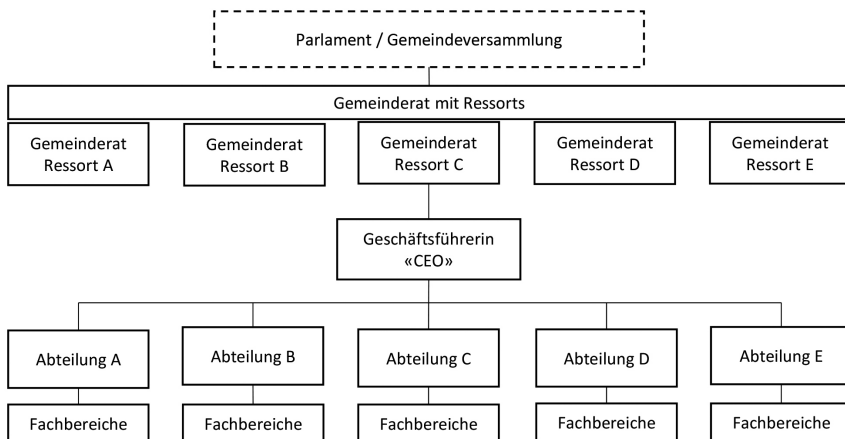 Parlament / Gemeindeversammlung
Gemeinderat mit Ressorts
Gemeinderat
Ressort A
Gemeinderat
Ressort B
Gemeinderat
Ressort C
Gemeinderat
Ressort D
Gemeinderat
Ressort E
Geschäftsführerin
«CEO»
Abteilung A
Abteilung B
Abteilung C
Abteilung D
Abteilung E
Fachbereiche
Fachbereiche
Fachbereiche
Fachbereiche
Fachbereiche